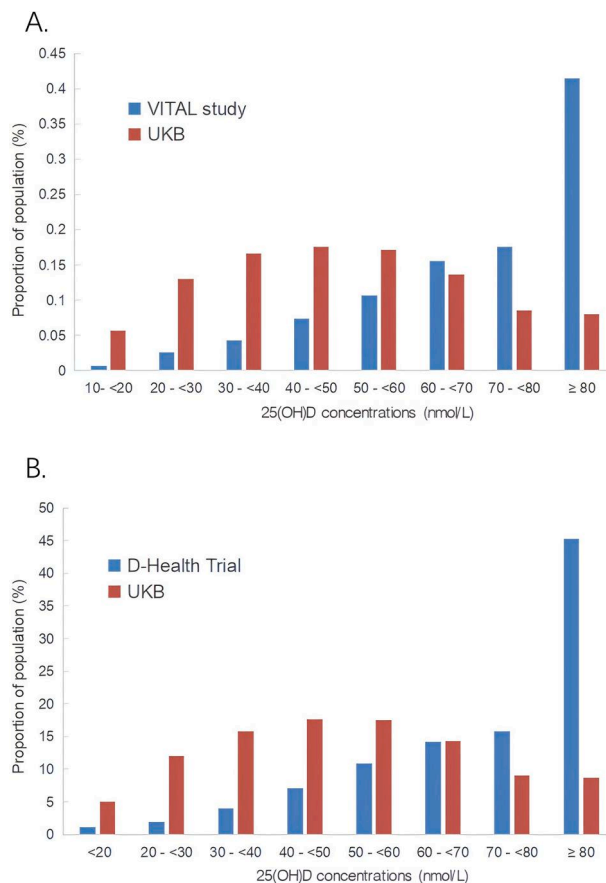 A.
0.45
0.4
0.35
0.3
0.25
0.2
0.15
0.1
0.05
0
Proportion of population (%)
VITAL study
UKB
10- <20 20 - <30 30 - <40 40 - <50 50 - <60 60 - <70 70 - <80 ≥ 80
25(OH)D concentrations (nmol/L)
B.
50
45
40
35
30
25
20
15
10
5
0
Proportion of population (%)
D-Health Trial
UKB
<20 20 - <30 30 - <40 40 - <50 50 - <60 60 - <70 70 - <80 ≥ 80
25(OH)D concentrations (nmol/L)